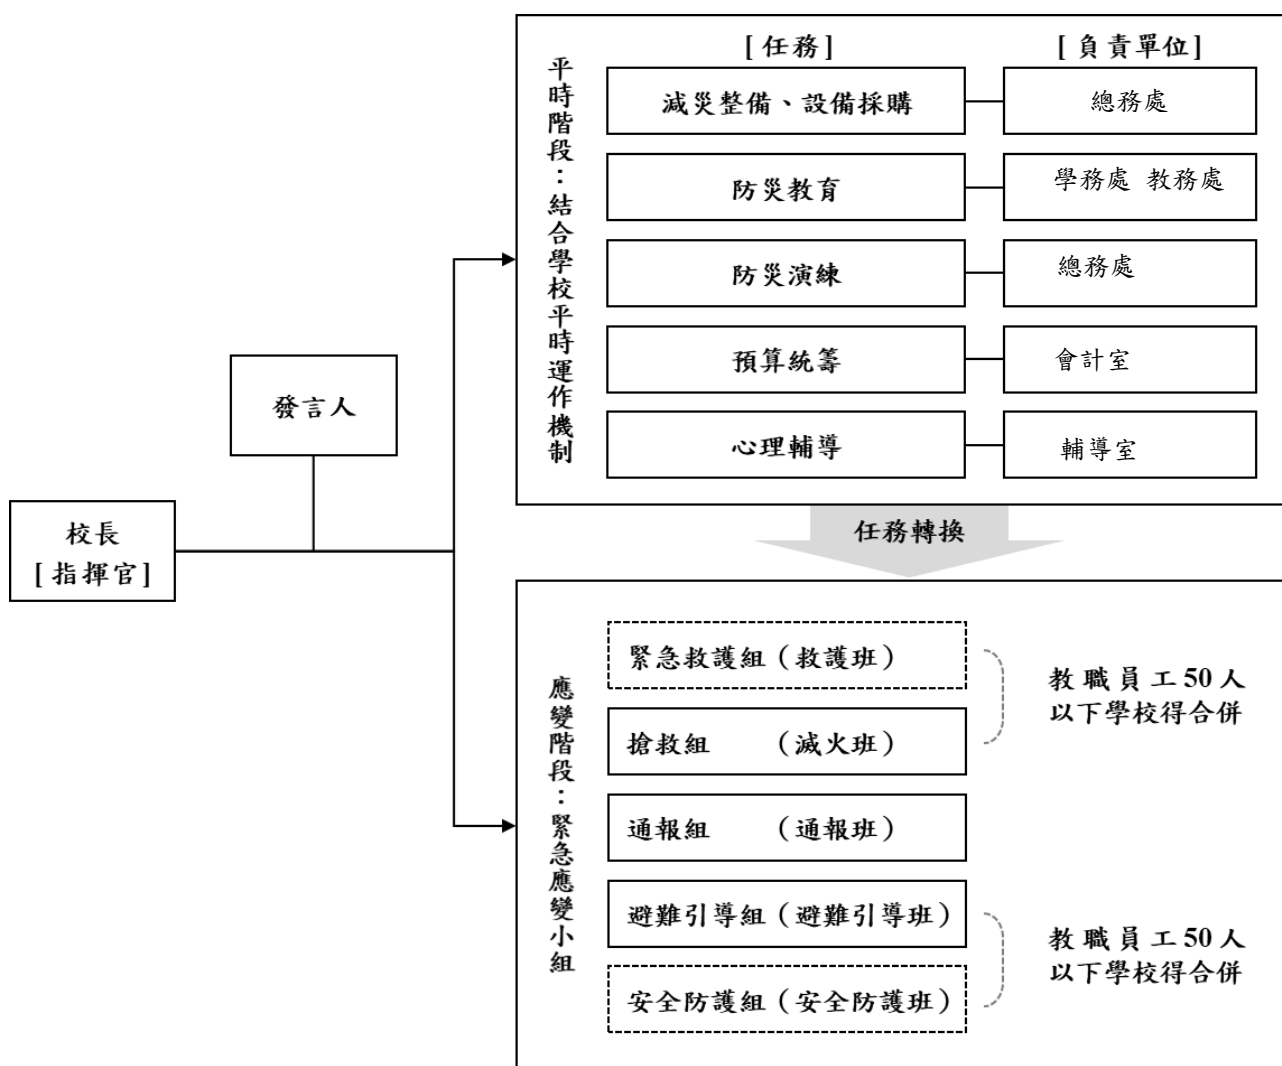 [任務]
[負責單位]
平時階段：結合學校平時運作機制
減災整備、設備採購
總務處
防災教育
學務處 教務處
防災演練
總務處
預算統籌
會計室
心理輔導
輔導室
發言人
校長
[指揮官]
任務轉換
應變階段：緊急應變小組
緊急救護組（救護班）
搶救組 （滅火班）
教職員工50人
以下學校得合併
通報組 （通報班）
避難引導組（避難引導班）
安全防護組（安全防護班）
教職員工50人
以下學校得合併